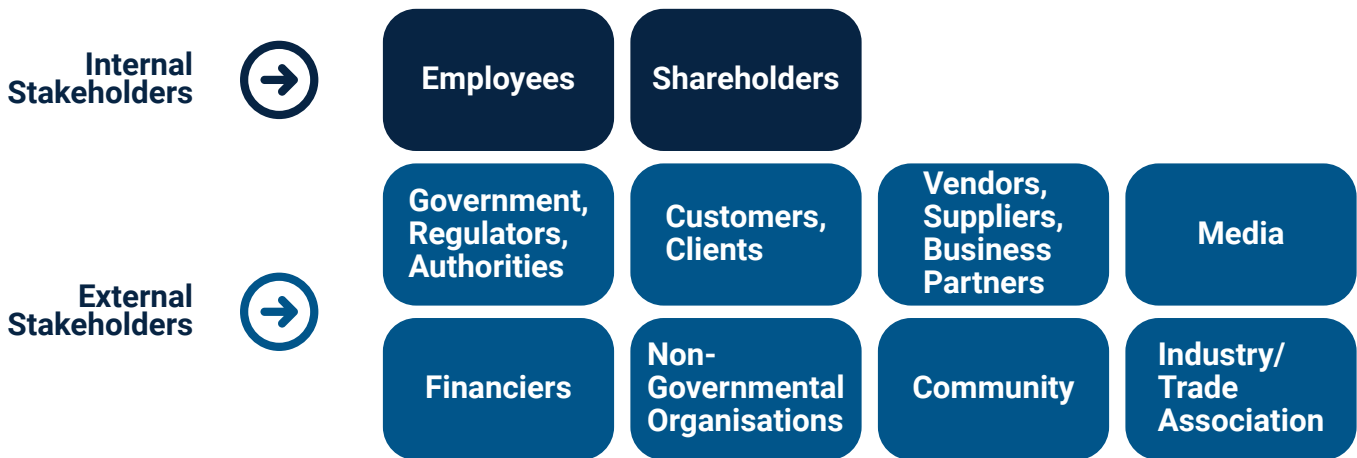 Internal
Stakeholders
Employees
Shareholders
External
Stakeholders
Government,
Regulators,
Authorities
Customers,
Clients
Vendors,
Suppliers,
Business
Partners
Media
Financiers
Non-
Governmental
Organisations
Community
Industry/
Trade
Association